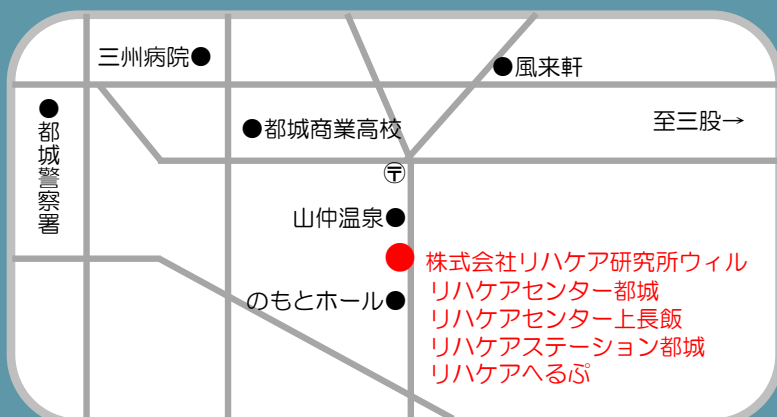 三州病院●
●風来軒
●都城警察署
●都城商業高校
至三股→
〒
山仲温泉●
株式会社リハケア研究所ウィル
リハケアセンター都城
のもとホール●
リハケアセンター上長飯
リハケアステーション都城
リハケアへるぷ